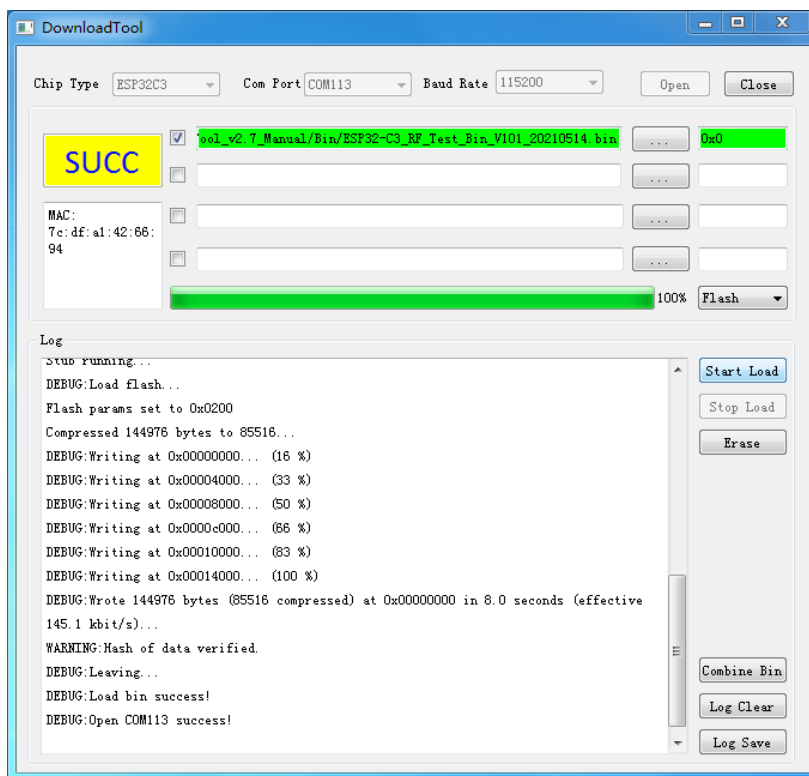 DownloadTool
Chip Type ESP32C3 Com Port COM113 Baud Rate 115200 Open Close
ool_v2.7_Manual/Bin/ESP32-C3_RF_Test_Bin_V101_20210514.bin ... 0x0
SUCC
...
MAC:
7c:df:a1:42:66:
94
...
...
100% Flash
Log
Stub running...
DEBUG:Load flash...
Flash params set to 0x0200
Compressed 144976 bytes to 85516...
DEBUG:Writing at 0x00000000... (16 %)
DEBUG:Writing at 0x00004000... (33 %)
DEBUG:Writing at 0x00008000... (50 %)
DEBUG:Writing at 0x0000c000... (66 %)
DEBUG:Writing at 0x00010000... (83 %)
DEBUG:Writing at 0x00014000... (100 %)
DEBUG:Wrote 144976 bytes (85516 compressed) at 0x00000000 in 8.0 seconds (effective
145.1 kbit/s)...
WARNING:Hash of data verified.
DEBUG:Leaving...
DEBUG:Load bin success!
DEBUG:Open COM113 success!
Start Load
Stop Load
Erase
Combine Bin
Log Clear
Log Save